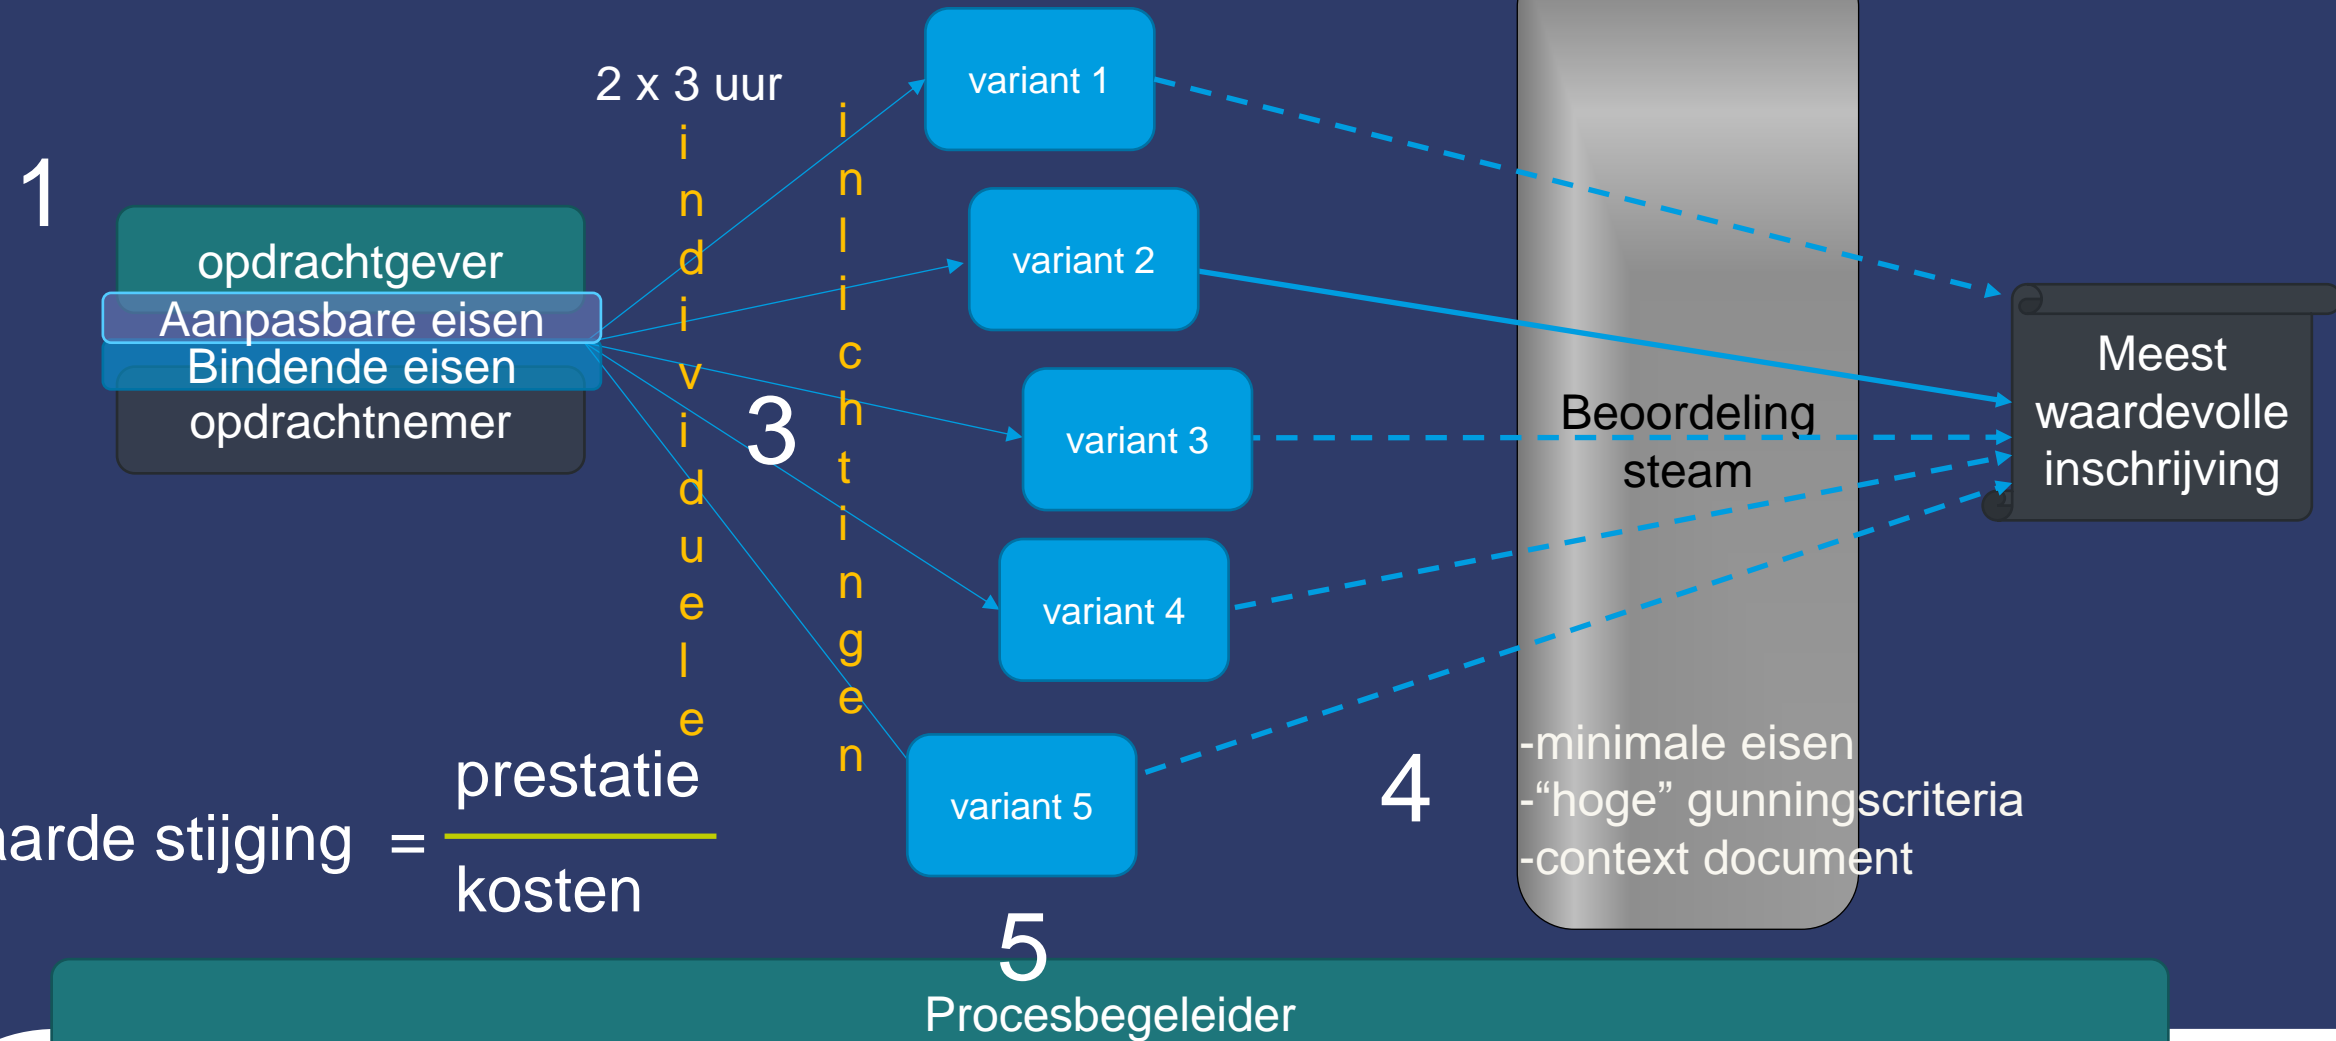 1
2 x 3 uur
individuele
inlichtingen
opdrachtgever
Aanpasbare eisen
Bindende eisen
opdrachtnemer
3
variant 1
variant 2
variant 3
variant 4
variant 5
Beoordeling
steam
Meest
waardevolle
inschrijving
4
-minimale eisen
-“hoge” gunningscriteria
-context document
prestatie
aarde stijging =
kosten
5
Procesbegeleider